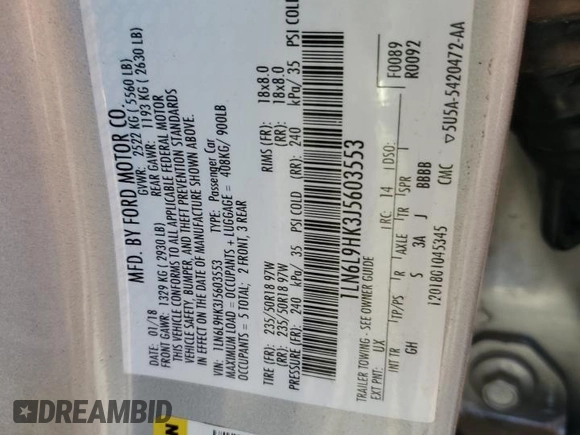 MFD. BY FORD MOTOR CO.
DATE: 01/18 GVWR: 2522 KG ( 5560 LB)
FRONT GAWR: 1329 KG ( 2930 LB) REAR GAWR: 1193 KG ( 2630 LB)
THIS VEHICLE CONFORMS TO ALL APPLICABLE FEDERAL MOTOR
VEHICLE SAFETY, BUMPER, AND THEFT PREVENTION STANDARDS
IN EFFECT ON THE DATE OF MANUFACTURE SHOWN ABOVE.
VIN: 1LN6L9HK3J5603553 TYPE: Passenger Car
MAXIMUM LOAD = OCCUPANTS + LUGGAGE = 408KG/ 900LB
OCCUPANTS = 5 TOTAL; 2 FRONT, 3 REAR
TIRE (FR): 235/50R18 97W RIMS (FR): 18x8.0
(RR): 235/50R18 97W (RR): 18x8.0
PRESSURE (FR): 240 kPa/ 35 PSI COLD (RR): 240 kPa/ 35 PSI COLD
1LN6L9HK3J5603553
TRAILER TOWING - SEE OWNER GUIDE
EXT PNT: UX RC: 14 DSO: F0089
R0092
INT TR TP/PS R AXLE TR SPR
GH S 3A J BBBB
1201BG1045345 CMC ▽5U5A-5420472-AA
DREAMBID